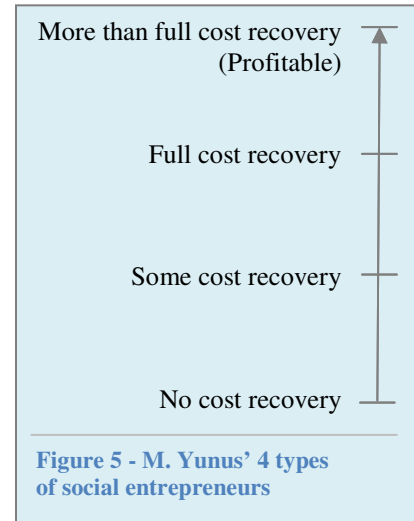 More than full cost recovery
(Profitable)
Full cost recovery
Some cost recovery
No cost recovery
Figure 5 - M. Yunus’ 4 types
of social entrepreneurs